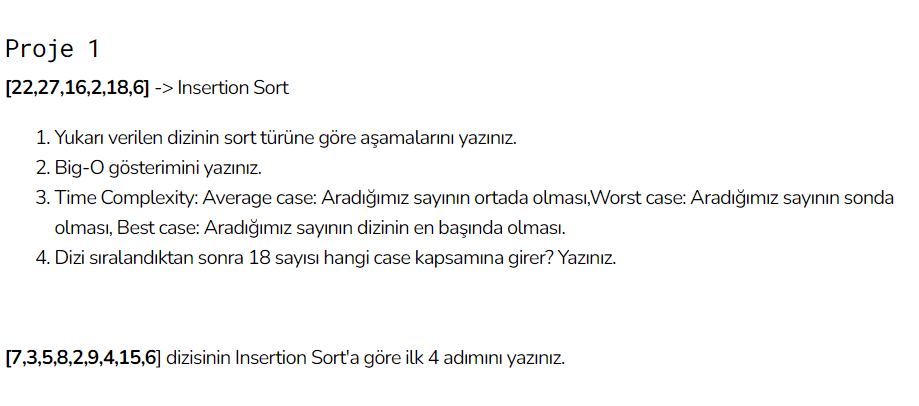 Proje 1
[22,27,16,2,18,6] -> Insertion Sort
1. Yukarı verilen dizinin sort türüne göre aşamalarını yazınız.
2. Big-O gösterimini yazınız.
3. Time Complexity: Average case: Aradığımız sayının ortada olması,Worst case: Aradığımız sayının sonda
olması, Best case: Aradığımız sayının dizinin en başında olması.
4. Dizi sıralandıktan sonra 18 sayısı hangi case kapsamına girer? Yazınız.
[7,3,5,8,2,9,4,15,6] dizisinin Insertion Sort'a göre ilk 4 adımını yazınız.